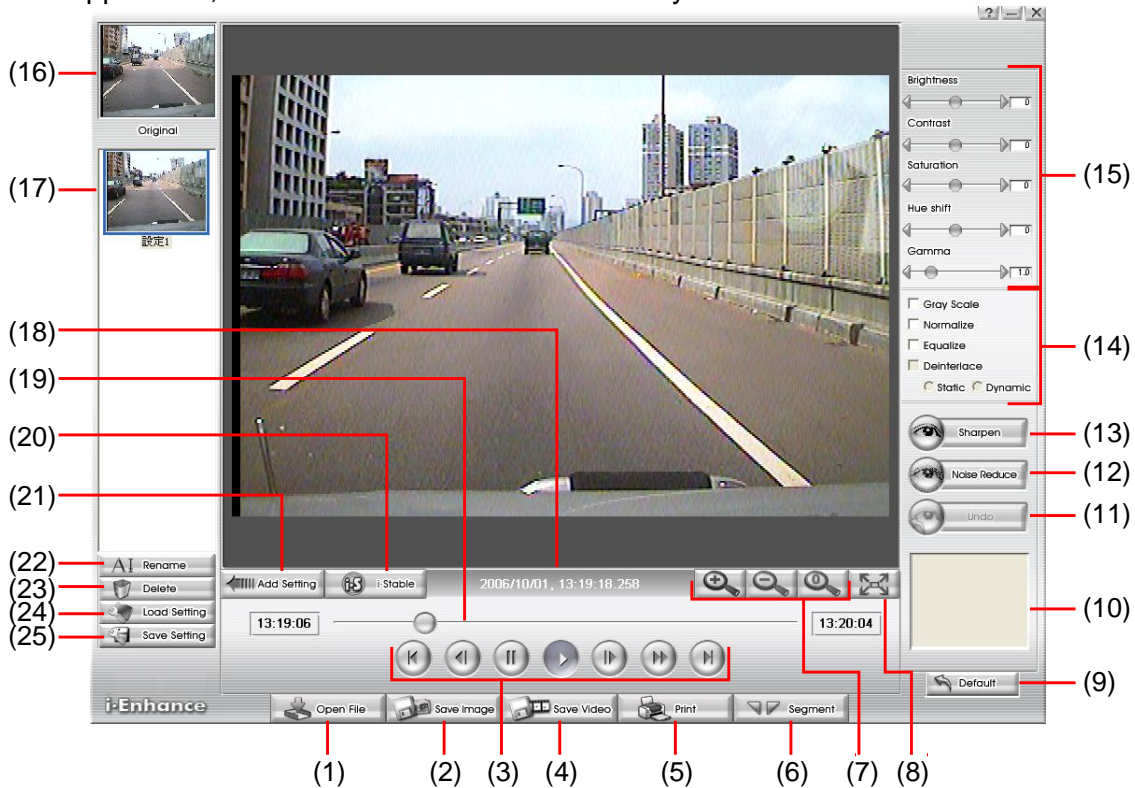 (16)
Original
(17)
設定1
(18)
(19)
(20)
(21)
(22)
(23)
(24)
(25)
Rename
Delete
Load Setting
Save Setting
i-Enhance
Add Setting
i-Stable
2006/10/01, 13:19:18.258
13:19:06
13:20:04
Open File
Save Image
Save Video
Print
Segment
(1)
(2)
(3)
(4)
(5)
(6)
(7)
(8)
Brightness
0
Contrast
0
Saturation
0
Hue shift
0
Gamma
1.0
(15)
Gray Scale
Normalize
Equalize
Deinterlace
Static
Dynamic
(14)
Sharpen
(13)
Noise Reduce
(12)
Undo
(11)
(10)
Default
(9)